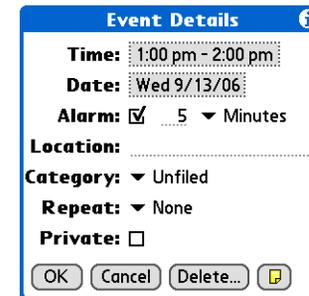 Event Details
Time: 1:00 pm - 2:00 pm
Date: Wed 9/13/06
Alarm: 5 Minutes
Location:
Category: Unfiled
Repeat: None
Private:
OK Cancel Delete...